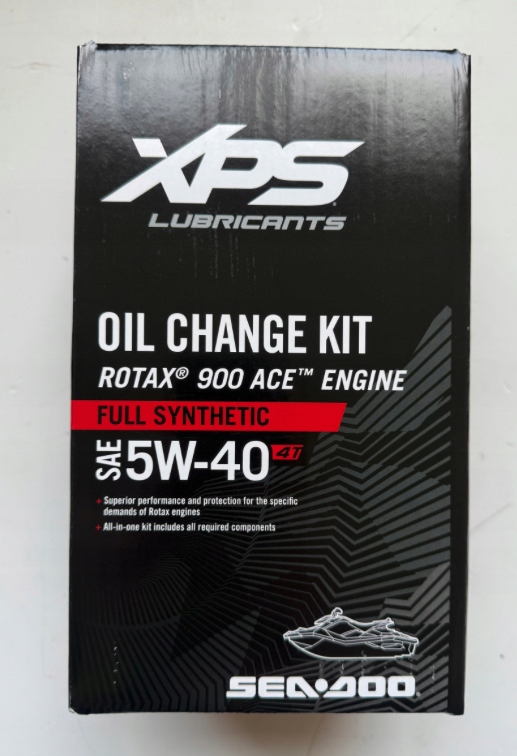 XPS
LUBRICANTS
OIL CHANGE KIT
ROTAX® 900 ACE™ ENGINE
FULL SYNTHETIC
SAE 5W-40 4T
+ Superior performance and protection for the specific
demands of Rotax engines
+ All-in-one kit includes all required components
SEA-DOO